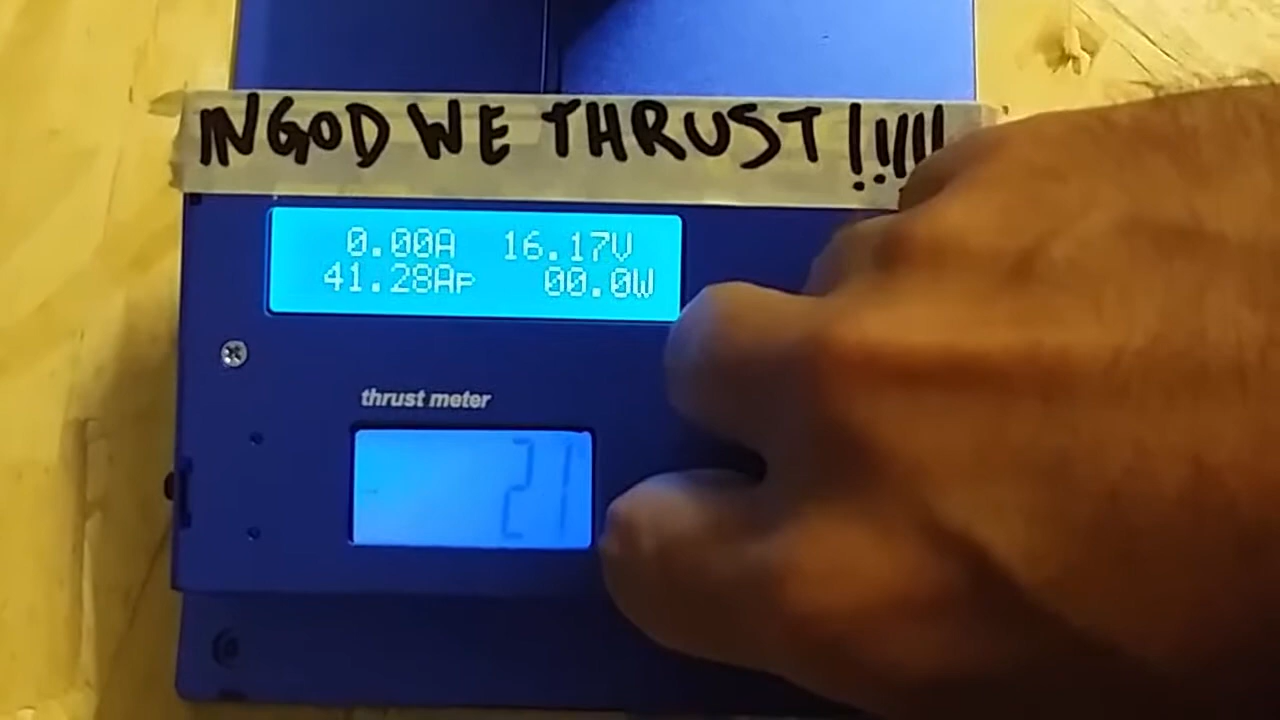 IN GOD WE THRUST !!!!!
0.00A 16.17V
41.28Ap 00.0W
thrust meter
-21